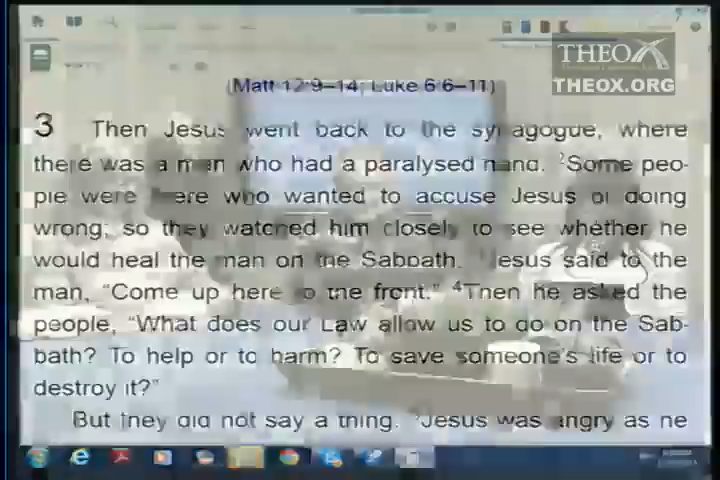 THEOX
THEOX.ORG
(Matt 12:9–14; Luke 6:6–11)
3 Then Jesus went back to the synagogue, where
there was a man who had a paralysed hand. 2Some peo-
ple were there who wanted to accuse Jesus of doing
wrong; so they watched him closely to see whether he
would heal the man on the Sabbath. Jesus said to the
man, “Come up here to the front.” 4Then he asked the
people, “What does our Law allow us to do on the Sab-
bath? To help or to harm? To save someone's life or to
destroy it?”
But they did not say a thing. Jesus was angry as he